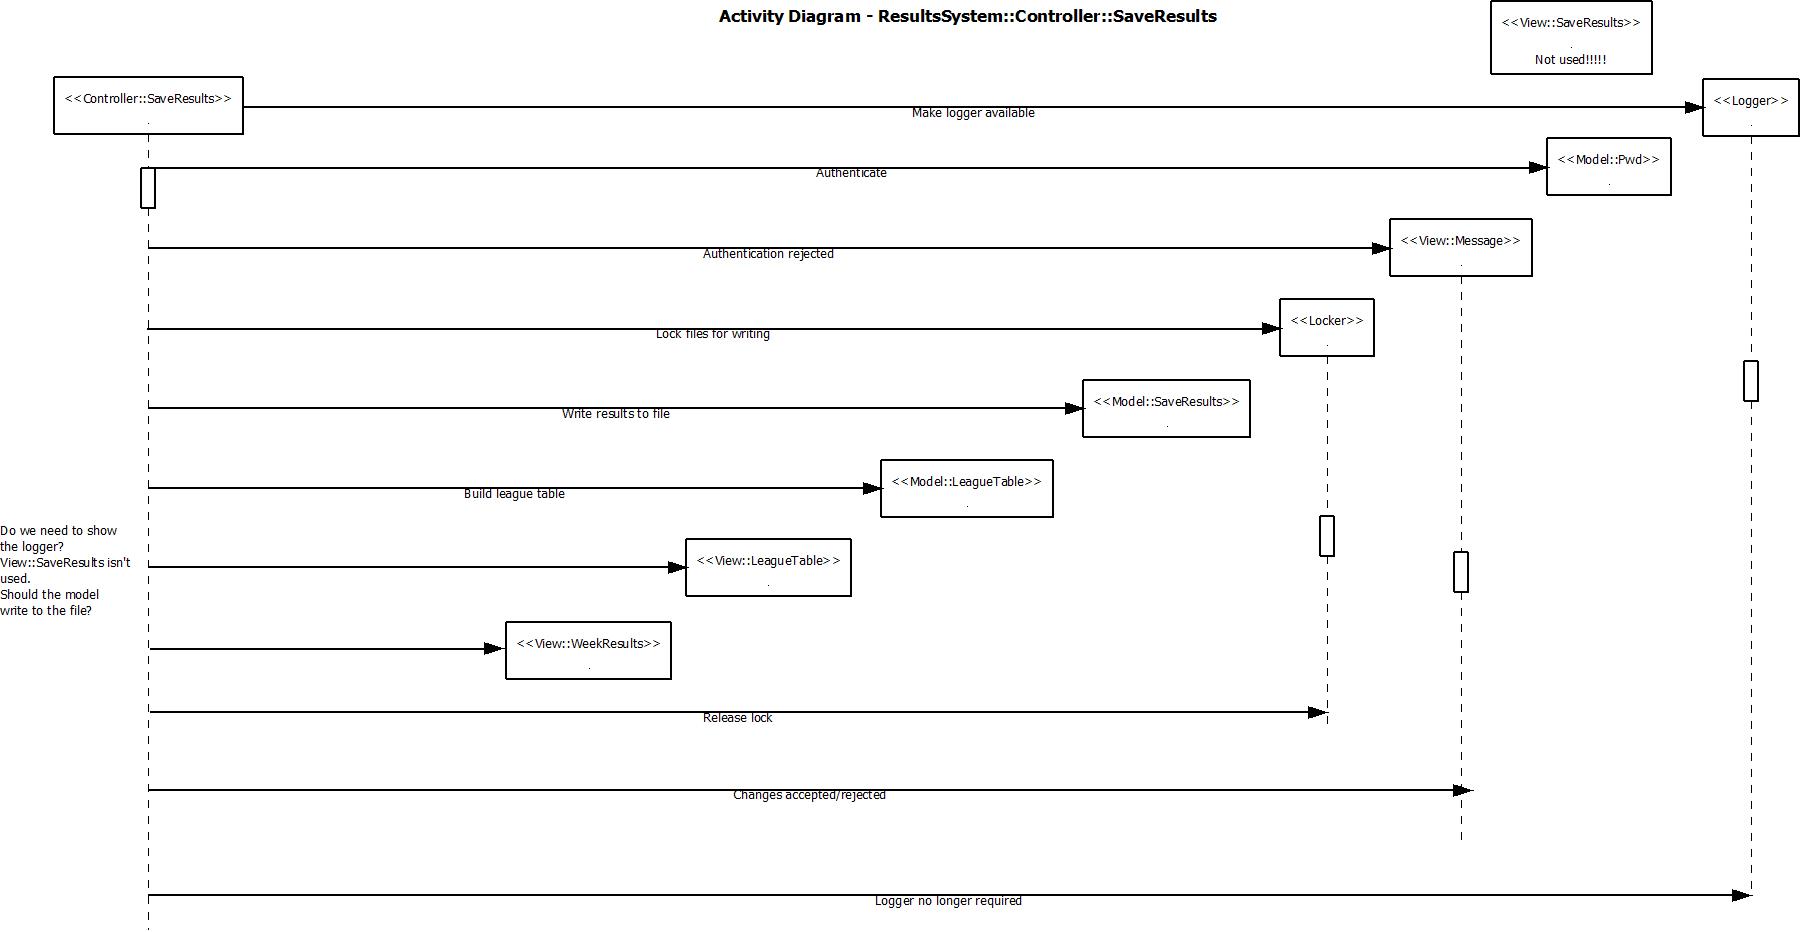 Activity Diagram - ResultsSystem::Controller::SaveResults
<<View::SaveResults>>
.
Not used!!!!!
<<Controller::SaveResults>>
.
Make logger available
<<Logger>>
.
Authenticate
<<Model::Pwd>>
.
Authentication rejected
<<View::Message>>
.
Lock files for writing
<<Locker>>
.
Write results to file
<<Model::SaveResults>>
.
Build league table
<<Model::LeagueTable>>
.
Do we need to show
the logger?
View::SaveResults isn't
used.
Should the model
write to the file?
<<View::LeagueTable>>
.
<<View::WeekResults>>
.
Release lock
Changes accepted/rejected
Logger no longer required